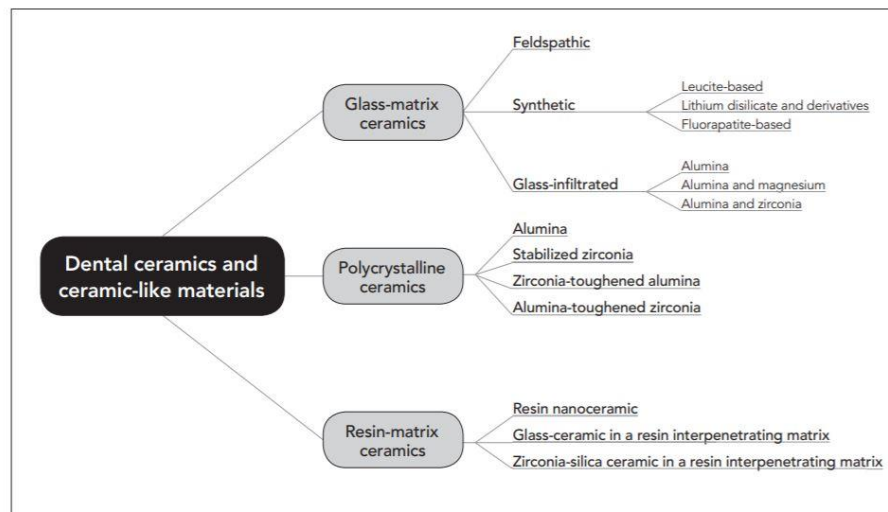 Dental ceramics and
ceramic-like materials
Glass-matrix
ceramics
Feldspathic
Synthetic
Leucite-based
Lithium disilicate and derivatives
Fluorapatite-based
Glass-infiltrated
Alumina
Alumina and magnesium
Alumina and zirconia
Polycrystalline
ceramics
Alumina
Stabilized zirconia
Zirconia-toughened alumina
Alumina-toughened zirconia
Resin-matrix
ceramics
Resin nanoceramic
Glass-ceramic in a resin interpenetrating matrix
Zirconia-silica ceramic in a resin interpenetrating matrix